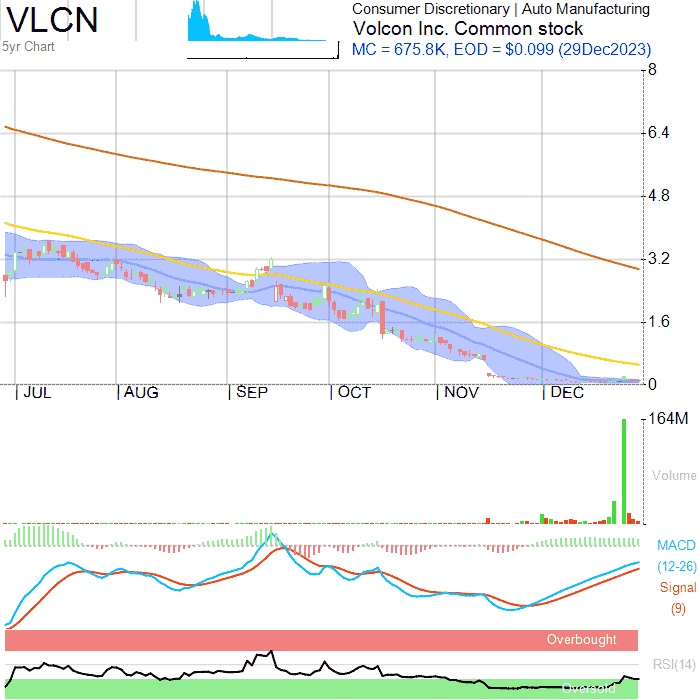 VLCN
5yr Chart
Consumer Discretionary | Auto Manufacturing
Volcon Inc. Common stock
MC = 675.8K, EOD = $0.099 (29Dec2023)
8
6.4
4.8
3.2
1.6
0
JUL AUG SEP OCT NOV DEC
164M
Volume
MACD
(12-26)
Signal
(9)
Overbought
RSI(14)
Oversold